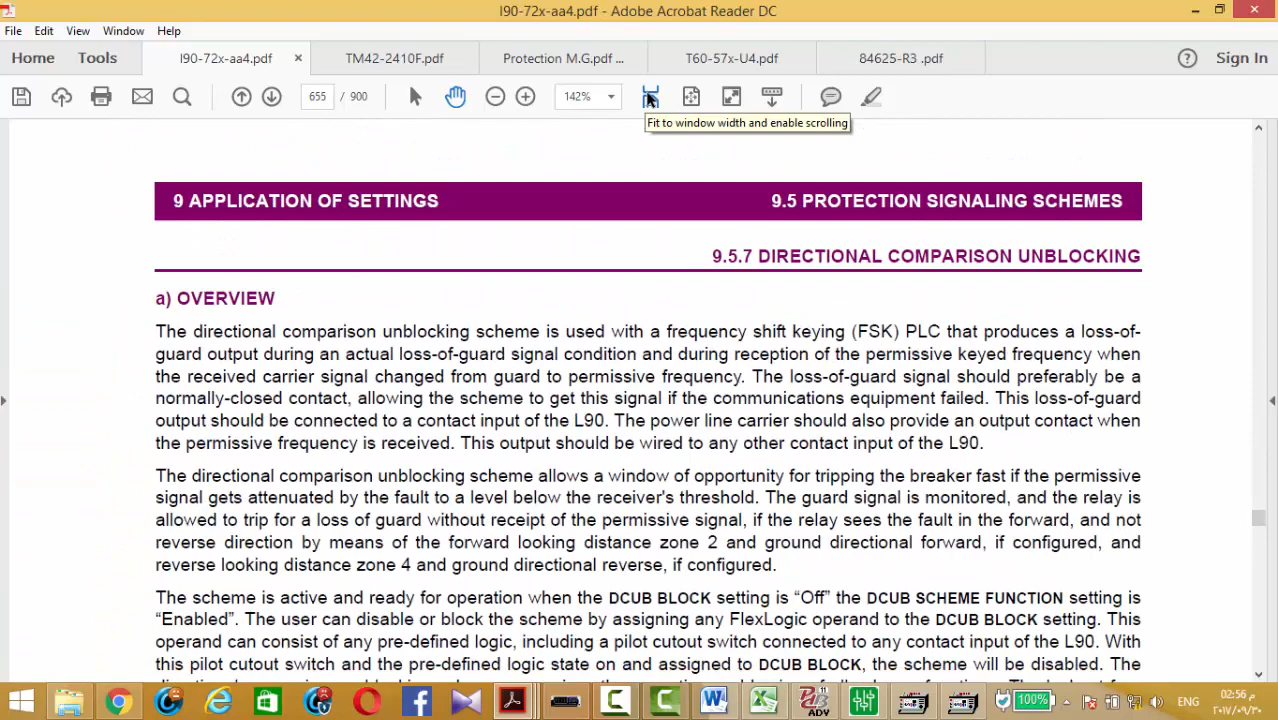 l90-72x-aa4.pdf - Adobe Acrobat Reader DC
File Edit View Window Help
Home Tools l90-72x-aa4.pdf × TM42-2410F.pdf Protection M.G.pdf ... T60-57x-U4.pdf 84625-R3 .pdf Sign In
655 / 900 142%
Fit to window width and enable scrolling
9 APPLICATION OF SETTINGS 9.5 PROTECTION SIGNALING SCHEMES
9.5.7 DIRECTIONAL COMPARISON UNBLOCKING
a) OVERVIEW
The directional comparison unblocking scheme is used with a frequency shift keying (FSK) PLC that produces a loss-of-
guard output during an actual loss-of-guard signal condition and during reception of the permissive keyed frequency when
the received carrier signal changed from guard to permissive frequency. The loss-of-guard signal should preferably be a
normally-closed contact, allowing the scheme to get this signal if the communications equipment failed. This loss-of-guard
output should be connected to a contact input of the L90. The power line carrier should also provide an output contact when
the permissive frequency is received. This output should be wired to any other contact input of the L90.
The directional comparison unblocking scheme allows a window of opportunity for tripping the breaker fast if the permissive
signal gets attenuated by the fault to a level below the receiver's threshold. The guard signal is monitored, and the relay is
allowed to trip for a loss of guard without receipt of the permissive signal, if the relay sees the fault in the forward, and not
reverse direction by means of the forward looking distance zone 2 and ground directional forward, if configured, and
reverse looking distance zone 4 and ground directional reverse, if configured.
The scheme is active and ready for operation when the DCUB BLOCK setting is “Off” the DCUB SCHEME FUNCTION setting is
“Enabled”. The user can disable or block the scheme by assigning any FlexLogic operand to the DCUB BLOCK setting. This
operand can consist of any pre-defined logic, including a pilot cutout switch connected to any contact input of the L90. With
this pilot cutout switch and the pre-defined logic state on and assigned to DCUB BLOCK, the scheme will be disabled. The
ADV 100% ENG م 02:56
٢٠١٧/٠٩/٣٠